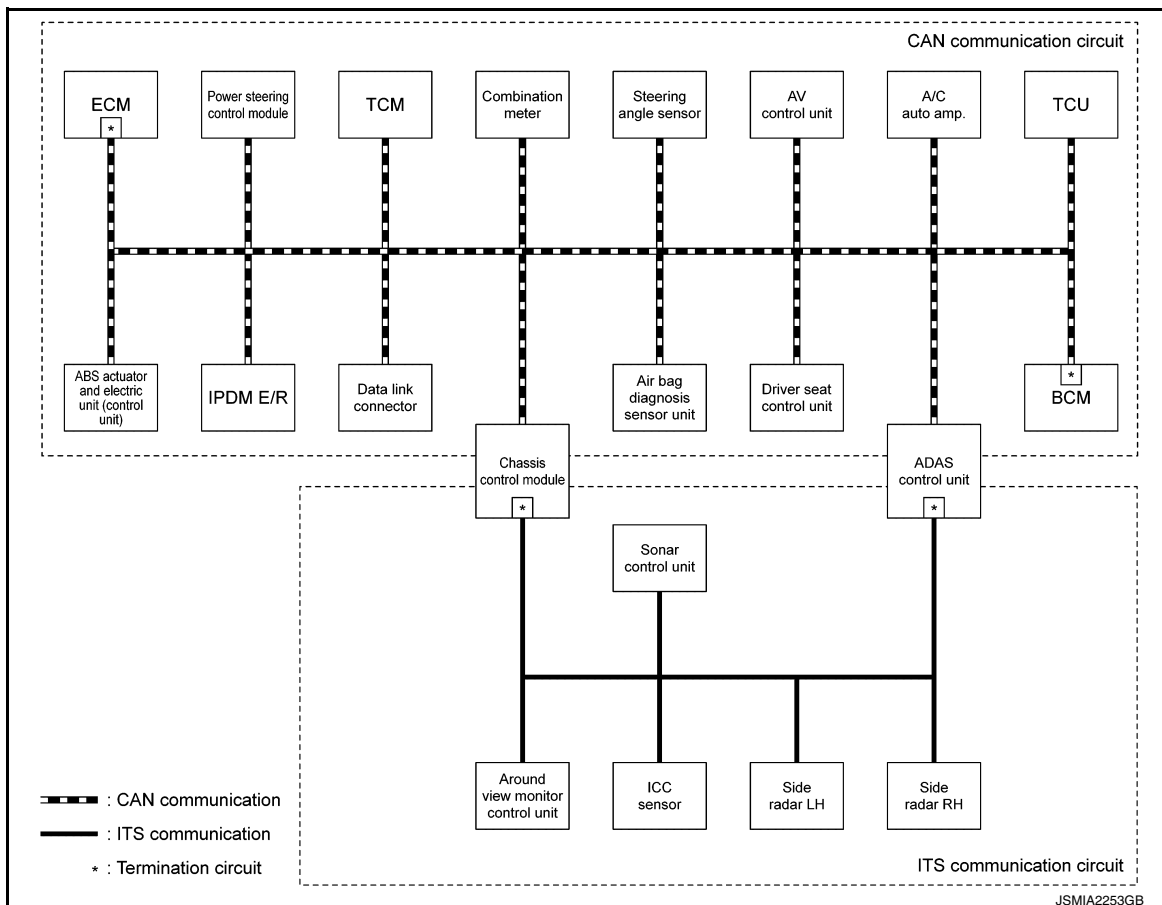 CAN communication circuit
ECM
*
Power steering
control module
TCM
Combination
meter
Steering
angle sensor
AV
control unit
A/C
auto amp.
TCU
ABS actuator
and electric
unit (control
unit)
IPDM E/R
Data link
connector
Air bag
diagnosis
sensor unit
Driver seat
control unit
*
BCM
Chassis
control module
*
ADAS
control unit
*
Sonar
control unit
Around
view monitor
control unit
ICC
sensor
Side
radar LH
Side
radar RH
: CAN communication
: ITS communication
* : Termination circuit
ITS communication circuit
JSMIA2253GB